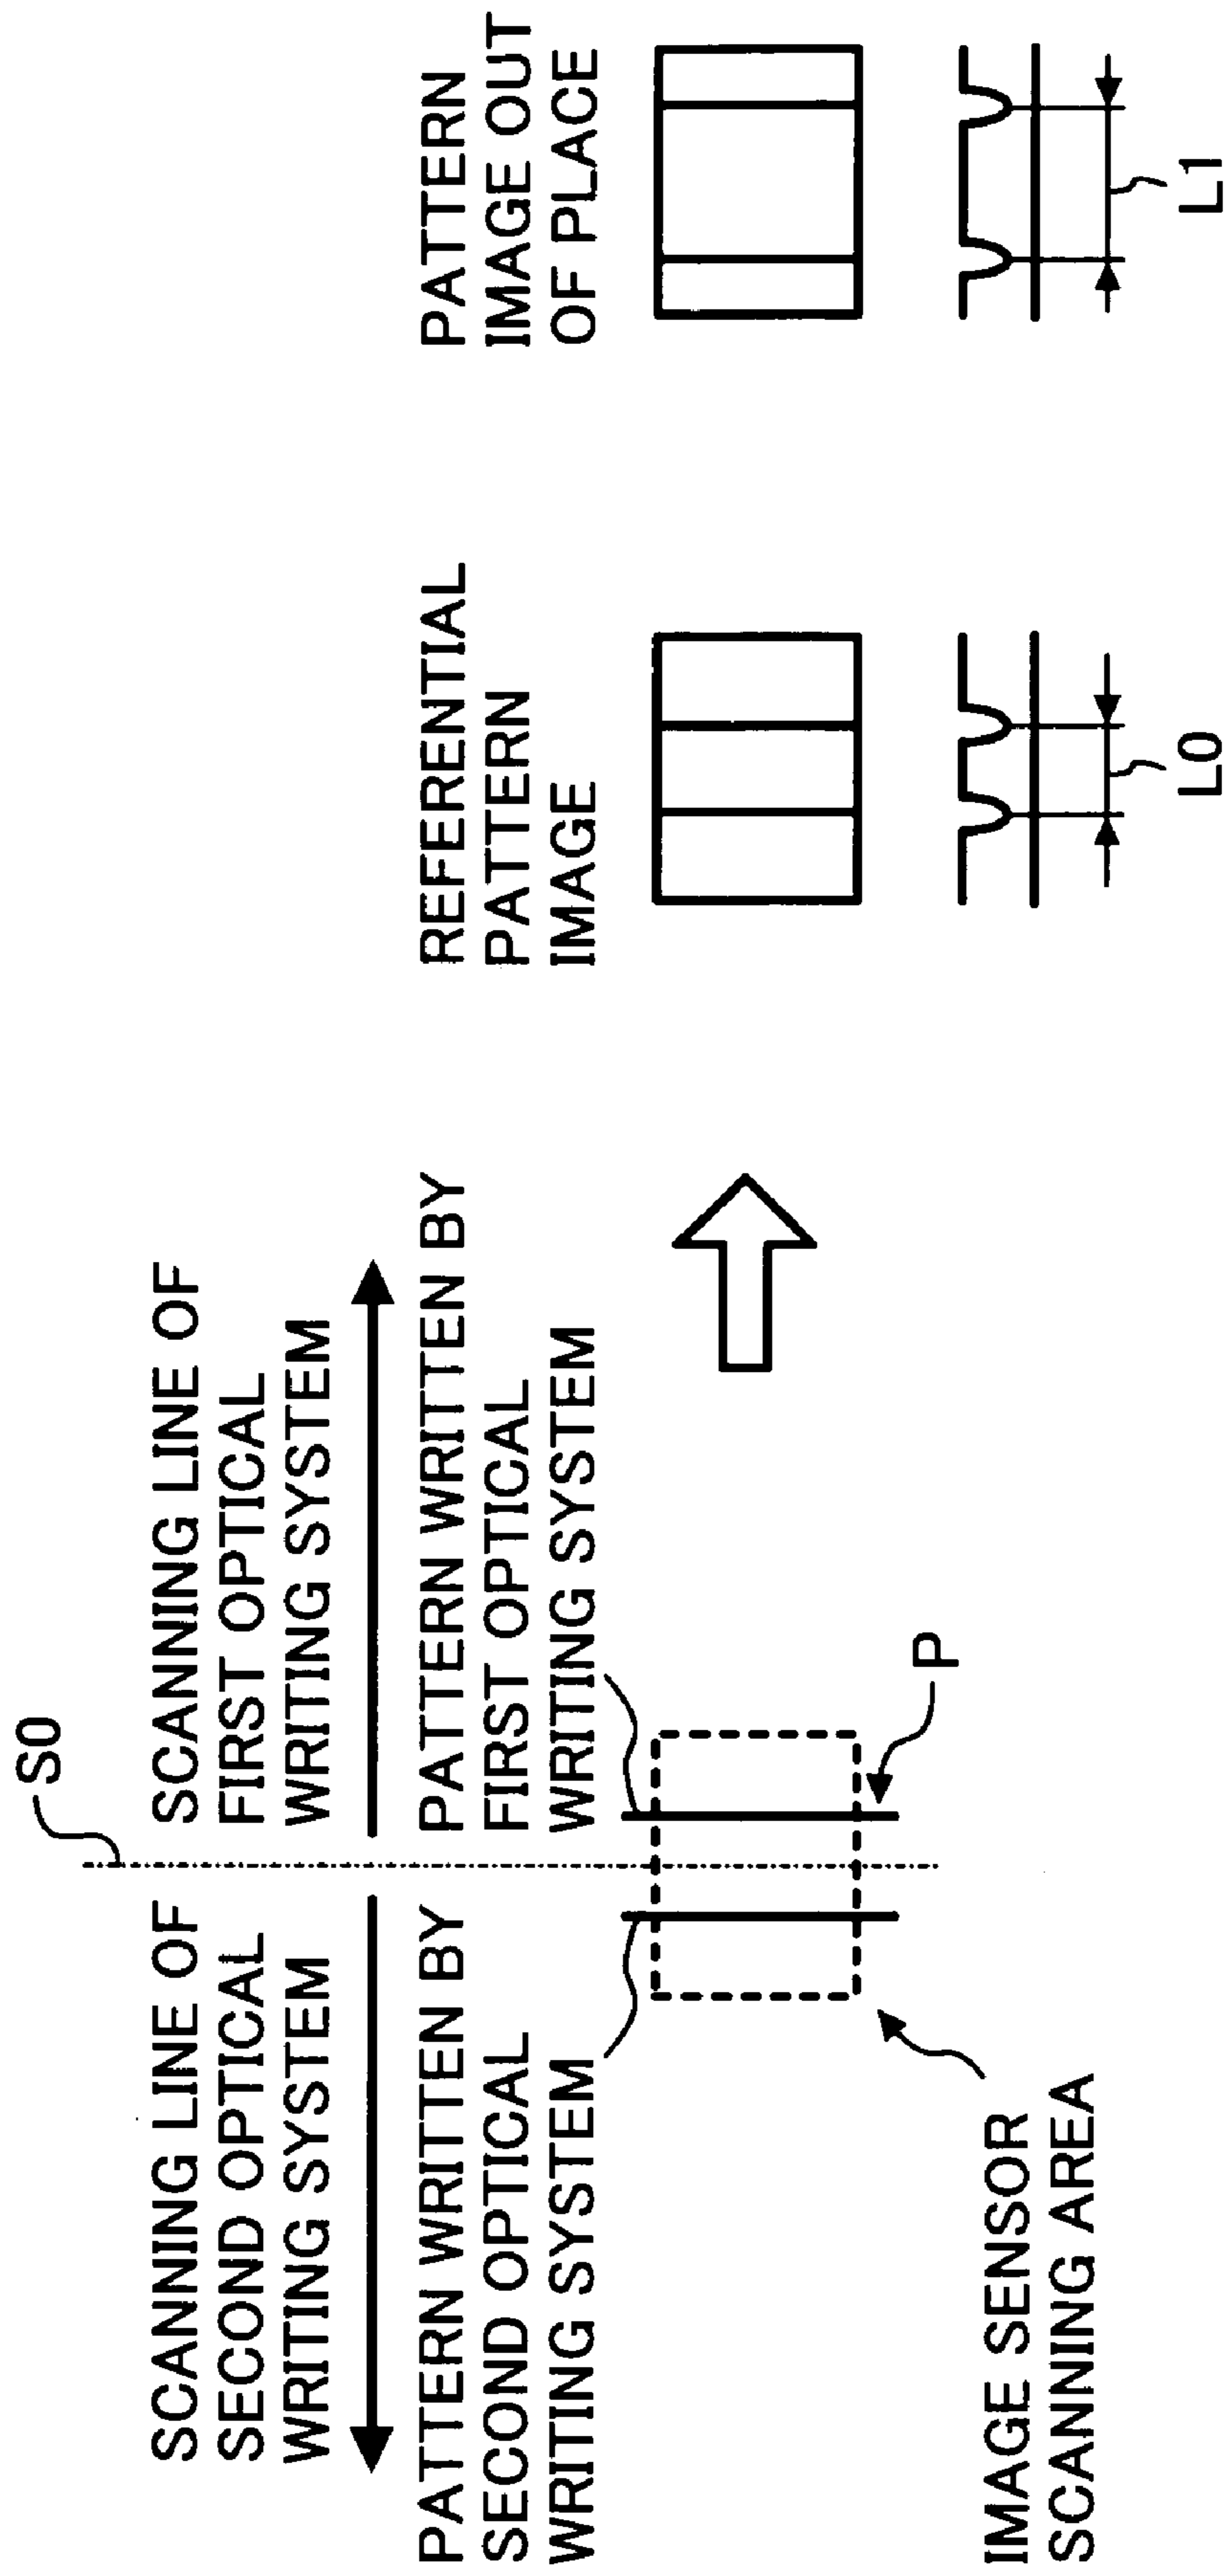 S0
SCANNING LINE OF
SECOND OPTICAL
WRITING SYSTEM
SCANNING LINE OF
FIRST OPTICAL
WRITING SYSTEM
PATTERN WRITTEN BY
SECOND OPTICAL
WRITING SYSTEM
PATTERN WRITTEN BY
FIRST OPTICAL
WRITING SYSTEM
REFERENTIAL
PATTERN
IMAGE
PATTERN
IMAGE OUT
OF PLACE
P
IMAGE SENSOR
SCANNING AREA
L0
L1